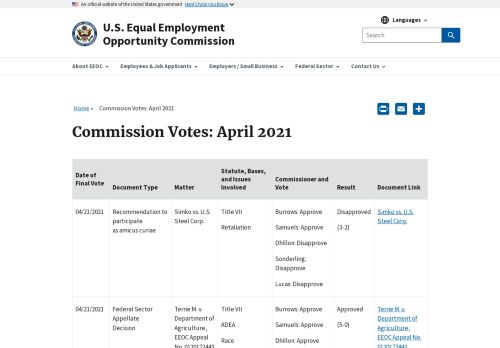 An official website of the United States government Here's how you know
U.S. Equal Employment
Opportunity Commission
Languages
Search
About EEOC
Employees & Job Applicants
Employers / Small Business
Federal Sector
Contact Us
Home » Commission Votes: April 2021
Commission Votes: April 2021
Date of
Final Vote
Document Type
Matter
Statute, Bases,
and Issues
Involved
Commissioner and
Vote
Result
Document Link
04/21/2021
Recommendation to
participate
as amicus curiae
Simko vs. U.S.
Steel Corp.
Title VII
Retaliation
Burrows: Approve
Samuels: Approve
Dhillon: Disapprove
Sonderling:
Disapprove
Lucas: Disapprove
Disapproved
(3-2)
Simko vs. U.S.
Steel Corp.
04/21/2021
Federal Sector
Appellate
Decision
Terrie M. v.
Department of
Agriculture,
EEOC Appeal
No. 0120172443
Title VII
ADEA
Race
Burrows: Approve
Samuels: Approve
Dhillon: Approve
Approved
(5-0)
Terrie M. v.
Department of
Agriculture,
EEOC Appeal No.
0120172443